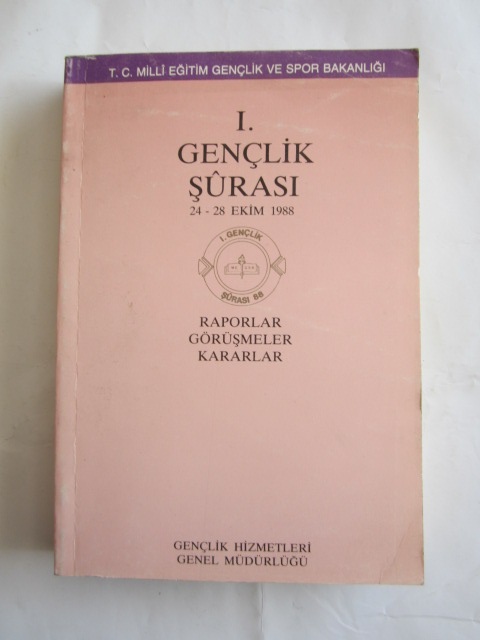 T. C. MİLLÎ EĞİTİM GENÇLİK VE SPOR BAKANLIĞI
I.
GENÇLİK
ŞÛRASI
24 - 28 EKİM 1988
I. GENÇLİK
ŞÛRASI 88
RAPORLAR
GÖRÜŞMELER
KARARLAR
GENÇLİK HİZMETLERİ
GENEL MÜDÜRLÜĞÜ